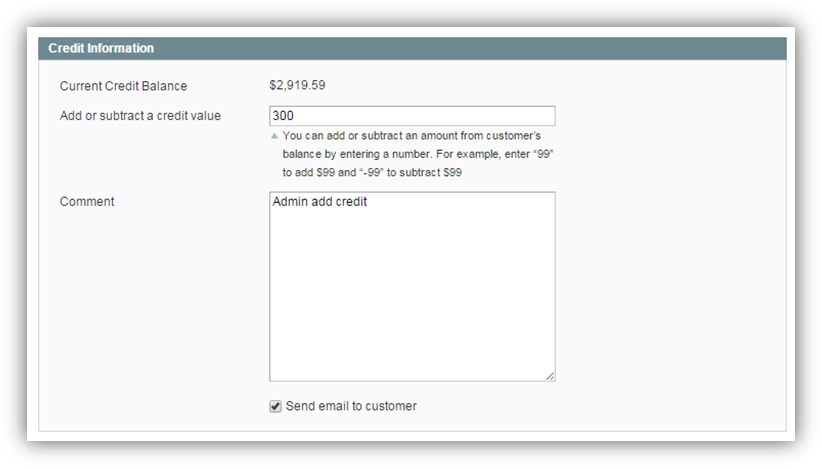 Credit Information
Current Credit Balance $2,919.59
Add or subtract a credit value 300
You can add or subtract an amount from customer's
balance by entering a number. For example, enter “99”
to add $99 and “-99” to subtract $99
Comment Admin add credit
Send email to customer